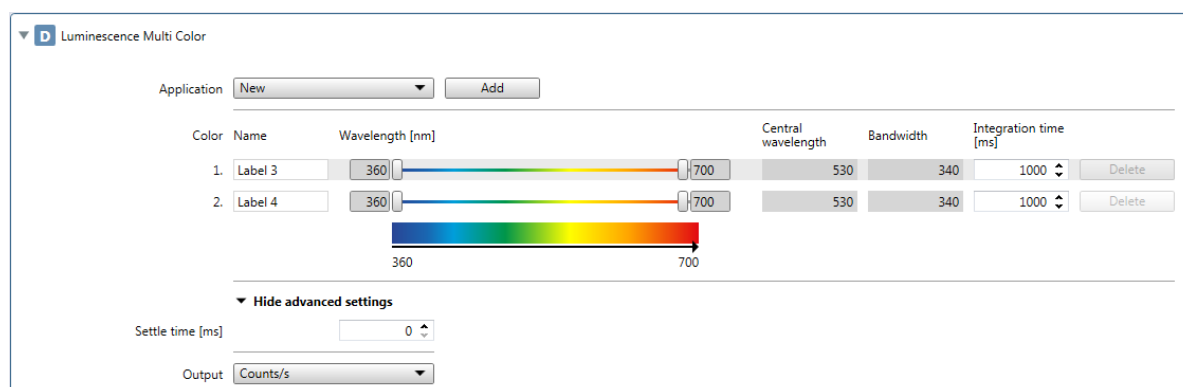 D Luminescence Multi Color
Application New Add
Color Name Wavelength [nm] Central wavelength Bandwidth Integration time [ms]
1. Label 3 360 700 530 340 1000 Delete
2. Label 4 360 700 530 340 1000 Delete
360 700
Hide advanced settings
Settle time [ms] 0
Output Counts/s